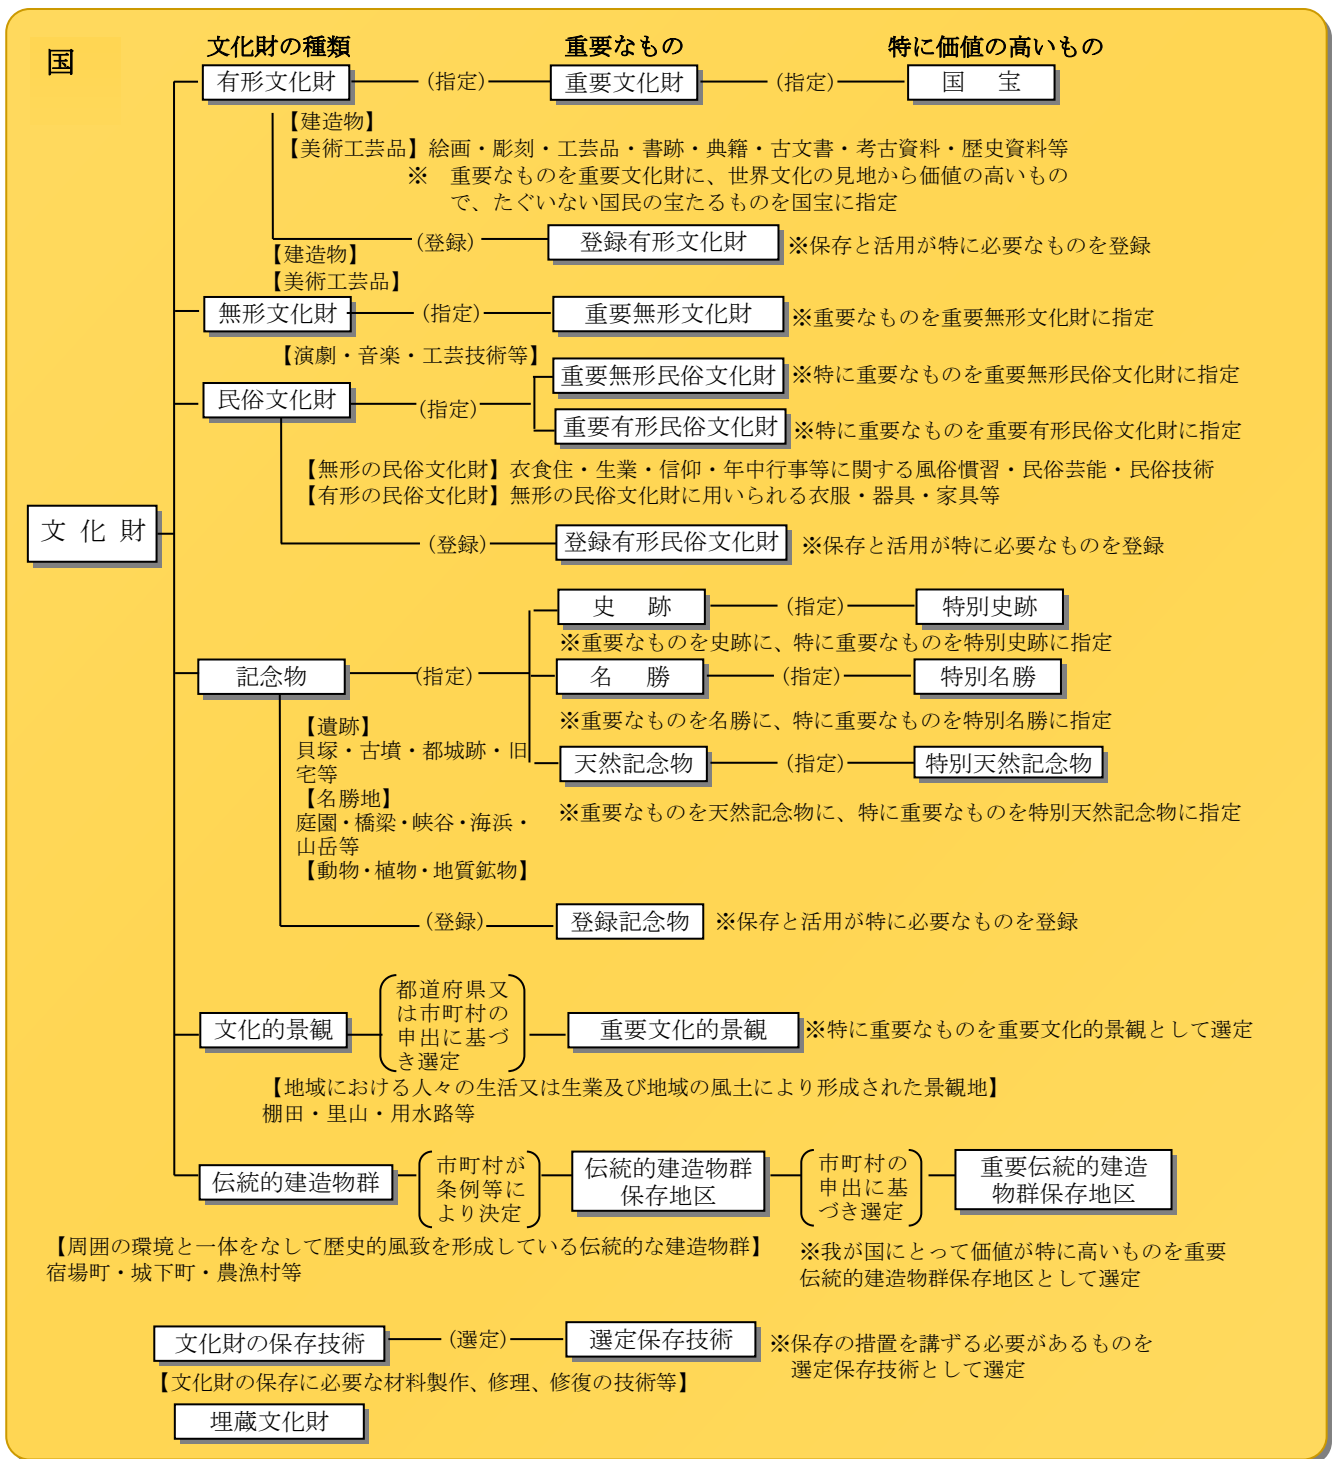 国
文化財の種類
重要なもの
特に価値の高いもの
有形文化財
(指定)
重要文化財
(指定)
国　宝
【建造物】
【美術工芸品】絵画・彫刻・工芸品・書跡・典籍・古文書・考古資料・歴史資料等
※　重要なものを重要文化財に、世界文化の見地から価値の高いもの
で、たぐいない国民の宝たるものを国宝に指定
(登録)
登録有形文化財
※保存と活用が特に必要なものを登録
【建造物】
【美術工芸品】
無形文化財
(指定)
重要無形文化財
※重要なものを重要無形文化財に指定
【演劇・音楽・工芸技術等】
民俗文化財
(指定)
重要無形民俗文化財
※特に重要なものを重要無形民俗文化財に指定
重要有形民俗文化財
※特に重要なものを重要有形民俗文化財に指定
【無形の民俗文化財】衣食住・生業・信仰・年中行事等に関する風俗慣習・民俗芸能・民俗技術
【有形の民俗文化財】無形の民俗文化財に用いられる衣服・器具・家具等
文 化 財
(登録)
登録有形民俗文化財
※保存と活用が特に必要なものを登録
史　跡
(指定)
特別史跡
※重要なものを史跡に、特に重要なものを特別史跡に指定
記念物
(指定)
名　勝
(指定)
特別名勝
※重要なものを名勝に、特に重要なものを特別名勝に指定
【遺跡】
貝塚・古墳・都城跡・旧
宅等
【名勝地】
庭園・橋梁・峡谷・海浜・
山岳等
【動物・植物・地質鉱物】
天然記念物
(指定)
特別天然記念物
※重要なものを天然記念物に、特に重要なものを特別天然記念物に指定
(登録)
登録記念物
※保存と活用が特に必要なものを登録
文化的景観
都道府県又
は市町村の
申出に基づ
き選定
重要文化的景観
※特に重要なものを重要文化的景観として選定
【地域における人々の生活又は生業及び地域の風土により形成された景観地】
棚田・里山・用水路等
伝統的建造物群
市町村が
条例等に
より決定
伝統的建造物群
保存地区
市町村の
申出に基
づき選定
重要伝統的建造
物群保存地区
【周囲の環境と一体をなして歴史的風致を形成している伝統的な建造物群】
宿場町・城下町・農漁村等
※我が国にとって価値が特に高いものを重要
伝統的建造物群保存地区として選定
文化財の保存技術
(選定)
選定保存技術
※保存の措置を講ずる必要があるものを
選定保存技術として選定
【文化財の保存に必要な材料製作、修理、修復の技術等】
埋蔵文化財